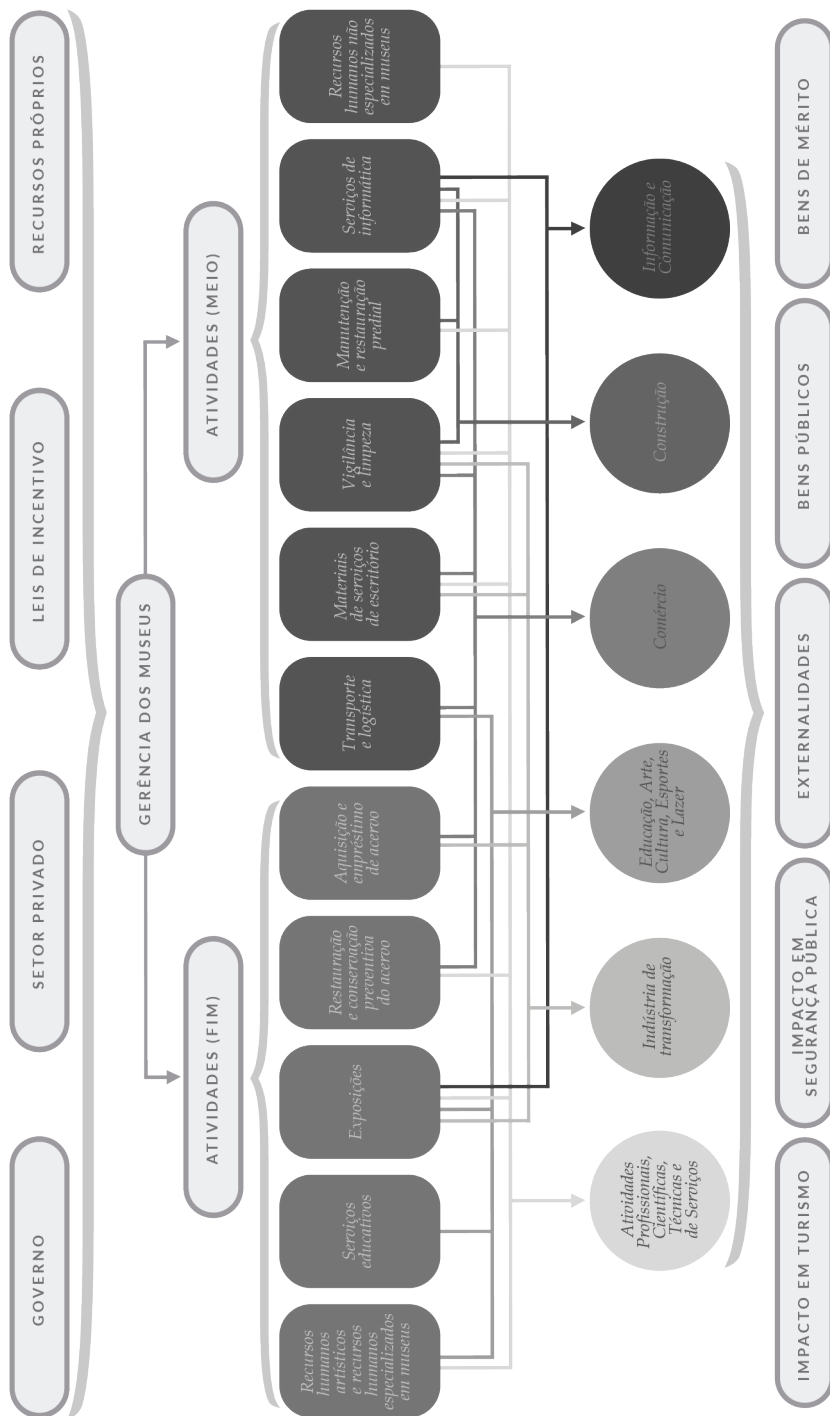 GOVERNO
SETOR PRIVADO
LEIS DE INCENTIVO
RECURSOS PRÓPRIOS
GERÊNCIA DOS MUSEUS
ATIVIDADES (FIM)
ATIVIDADES (MEIO)
Recursos
humanos
artísticos
e recursos
humanos
especializados
em museus
Serviços
educativos
Exposições
Restauração
e conservação
preventiva
do acervo
Aquisição e
empréstimo
de acervo
Transporte
e logística
Materiais
de serviços
de escritório
Vigilância
e limpeza
Manutenção
e restauração
predial
Serviços de
informática
Recursos
humanos não
especializados
em museus
Atividades
Profissionais,
Científicas,
Técnicas e
de Serviços
Indústria de
transformação
Educação, Arte,
Cultura, Esportes
e Lazer
Comércio
Construção
Informação e
Comunicação
IMPACTO EM TURISMO
IMPACTO EM
SEGURANÇA PÚBLICA
EXTERNALIDADES
BENS PÚBLICOS
BENS DE MÉRITO